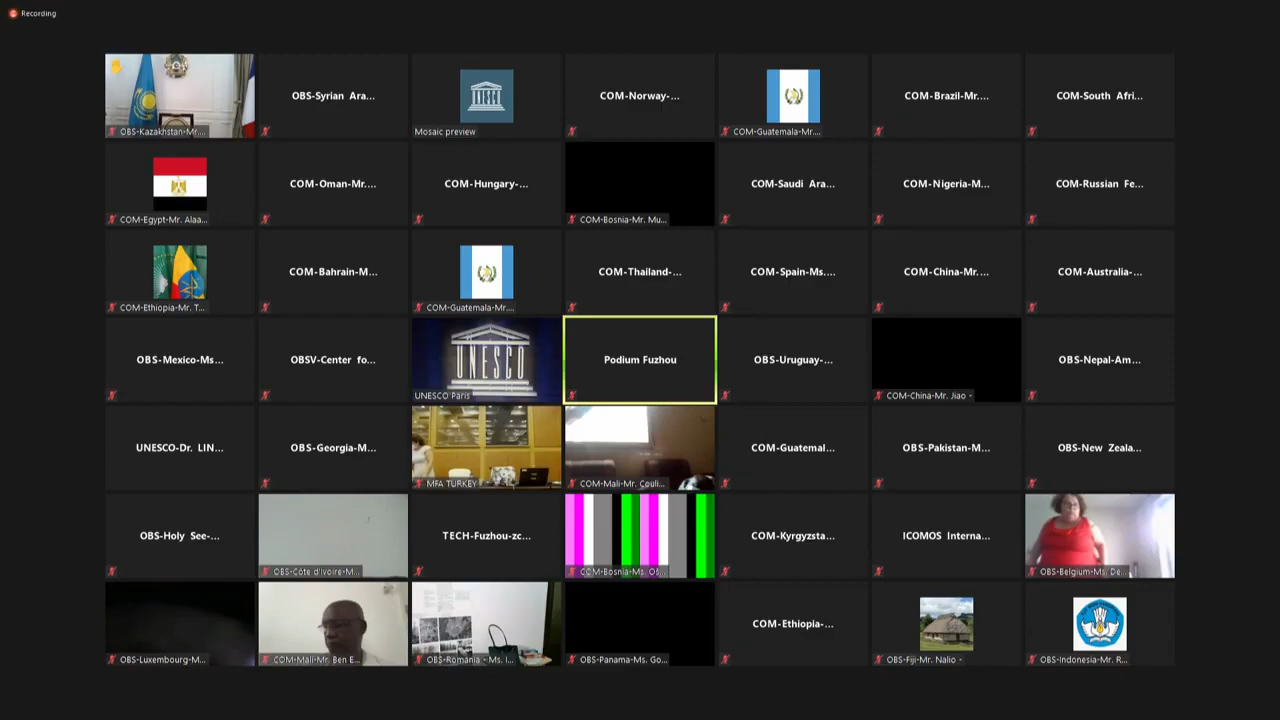 Recording
OBS-Kazakhstan-Mr....
OBS-Syrian Ara...
UNESCO
Mosaic preview
COM-Norway-...
COM-Guatemala-Mr....
COM-Brazil-Mr....
COM-South Afri...
COM-Egypt-Mr. Alaa...
COM-Oman-Mr....
COM-Hungary-...
COM-Bosnia-Mr. Mu...
COM-Saudi Ara...
COM-Nigeria-M...
COM-Russian Fe...
COM-Ethiopia-Mr. T...
COM-Bahrain-M...
COM-Guatemala-Mr....
COM-Thailand-...
COM-Spain-Ms....
COM-China-Mr....
COM-Australia-...
OBS-Mexico-Ms...
OBSV-Center fo...
UNESCO
UNESCO Paris
Podium Fuzhou
OBS-Uruguay-...
COM-China-Mr. Jiao -
OBS-Nepal-Am...
UNESCO-Dr. LIN...
OBS-Georgia-M...
MFA TURKEY
COM-Mali-Mr. Couli...
COM-Guatemal...
OBS-Pakistan-M...
OBS-New Zeala...
OBS-Holy See-...
OBS-Côte d'Ivoire-M...
TECH-Fuzhou-zc...
COM-Bosnia-Ms. Oš...
COM-Kyrgyzsta...
ICOMOS Interna...
OBS-Belgium-Ms. De...
OBS-Luxembourg-M...
COM-Mali-Mr. Ben E...
OBS-Romania - Ms. I...
OBS-Panama-Ms. Go...
COM-Ethiopia-...
OBS-Fiji-Mr. Nalio -
OBS-Indonesia-Mr. R...